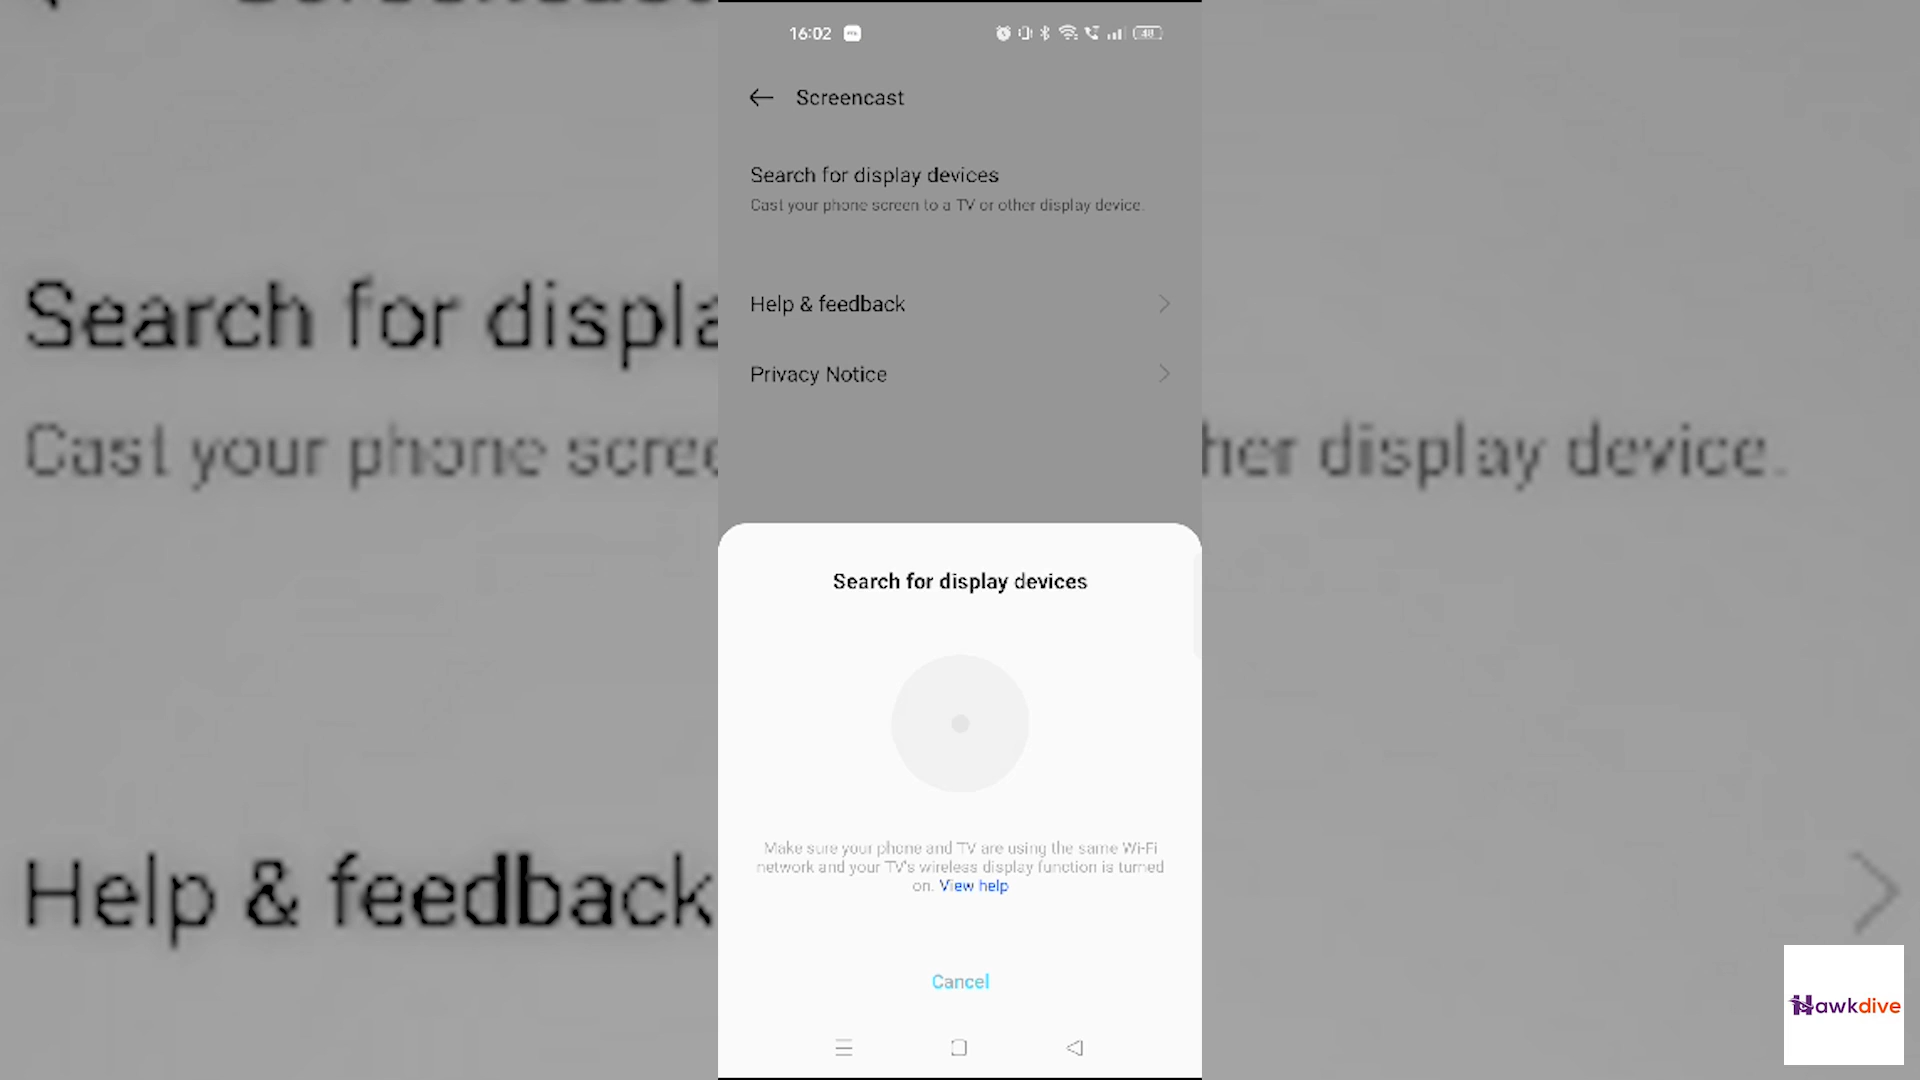 16:02
48
Screencast
Search for display devices
Cast your phone screen to a TV or other display device.
Help & feedback
Privacy Notice
Search for displa
Cast your phone scree
her display device.
Help & feedback
Search for display devices
Make sure your phone and TV are using the same Wi-Fi
network and your TV's wireless display function is turned
on. View help
Cancel
Hawkdive